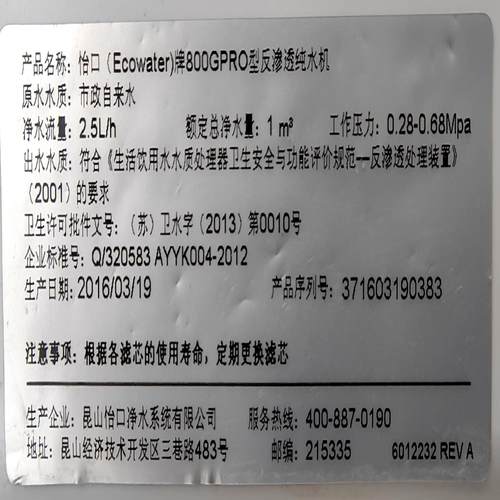 产品名称：怡口（Ecowater)牌800GPRO型反渗透纯水机
原水水质：市政自来水
净水流量：2.5L/h 额定总净水量：1 m³ 工作压力：0.28-0.68Mpa
出水水质：符合《生活饮用水水质处理器卫生安全与功能评价规范—反渗透处理装置》
（2001）的要求
卫生许可批件文号：（苏）卫水字（2013）第0010号
企业标准号：Q/320583 AYYK004-2012
生产日期：2016/03/19 产品序列号：371603190383
注意事项：根据各滤芯的使用寿命，定期更换滤芯
生产企业：昆山怡口净水系统有限公司 服务热线：400-887-0190
地址：昆山经济技术开发区三巷路483号 邮编：215335 6012232 REV A